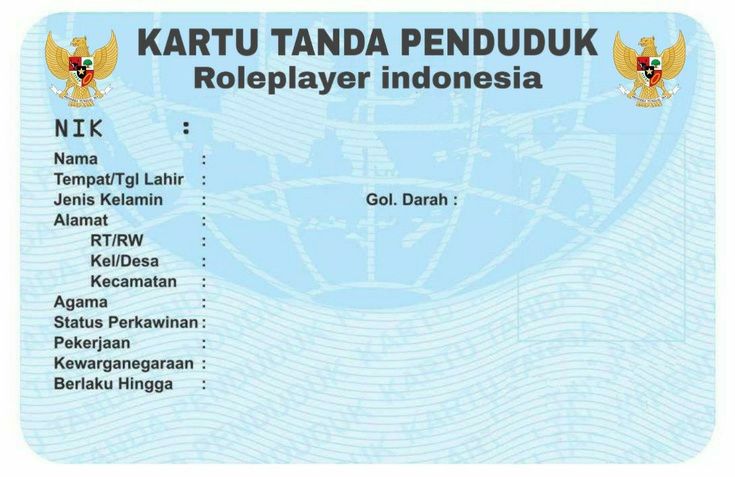 KARTU TANDA PENDUDUK
Roleplayer indonesia
NIK :
Nama :
Tempat/Tgl Lahir :
Jenis Kelamin : Gol. Darah :
Alamat :
RT/RW :
Kel/Desa :
Kecamatan :
Agama :
Status Perkawinan :
Pekerjaan :
Kewarganegaraan :
Berlaku Hingga :